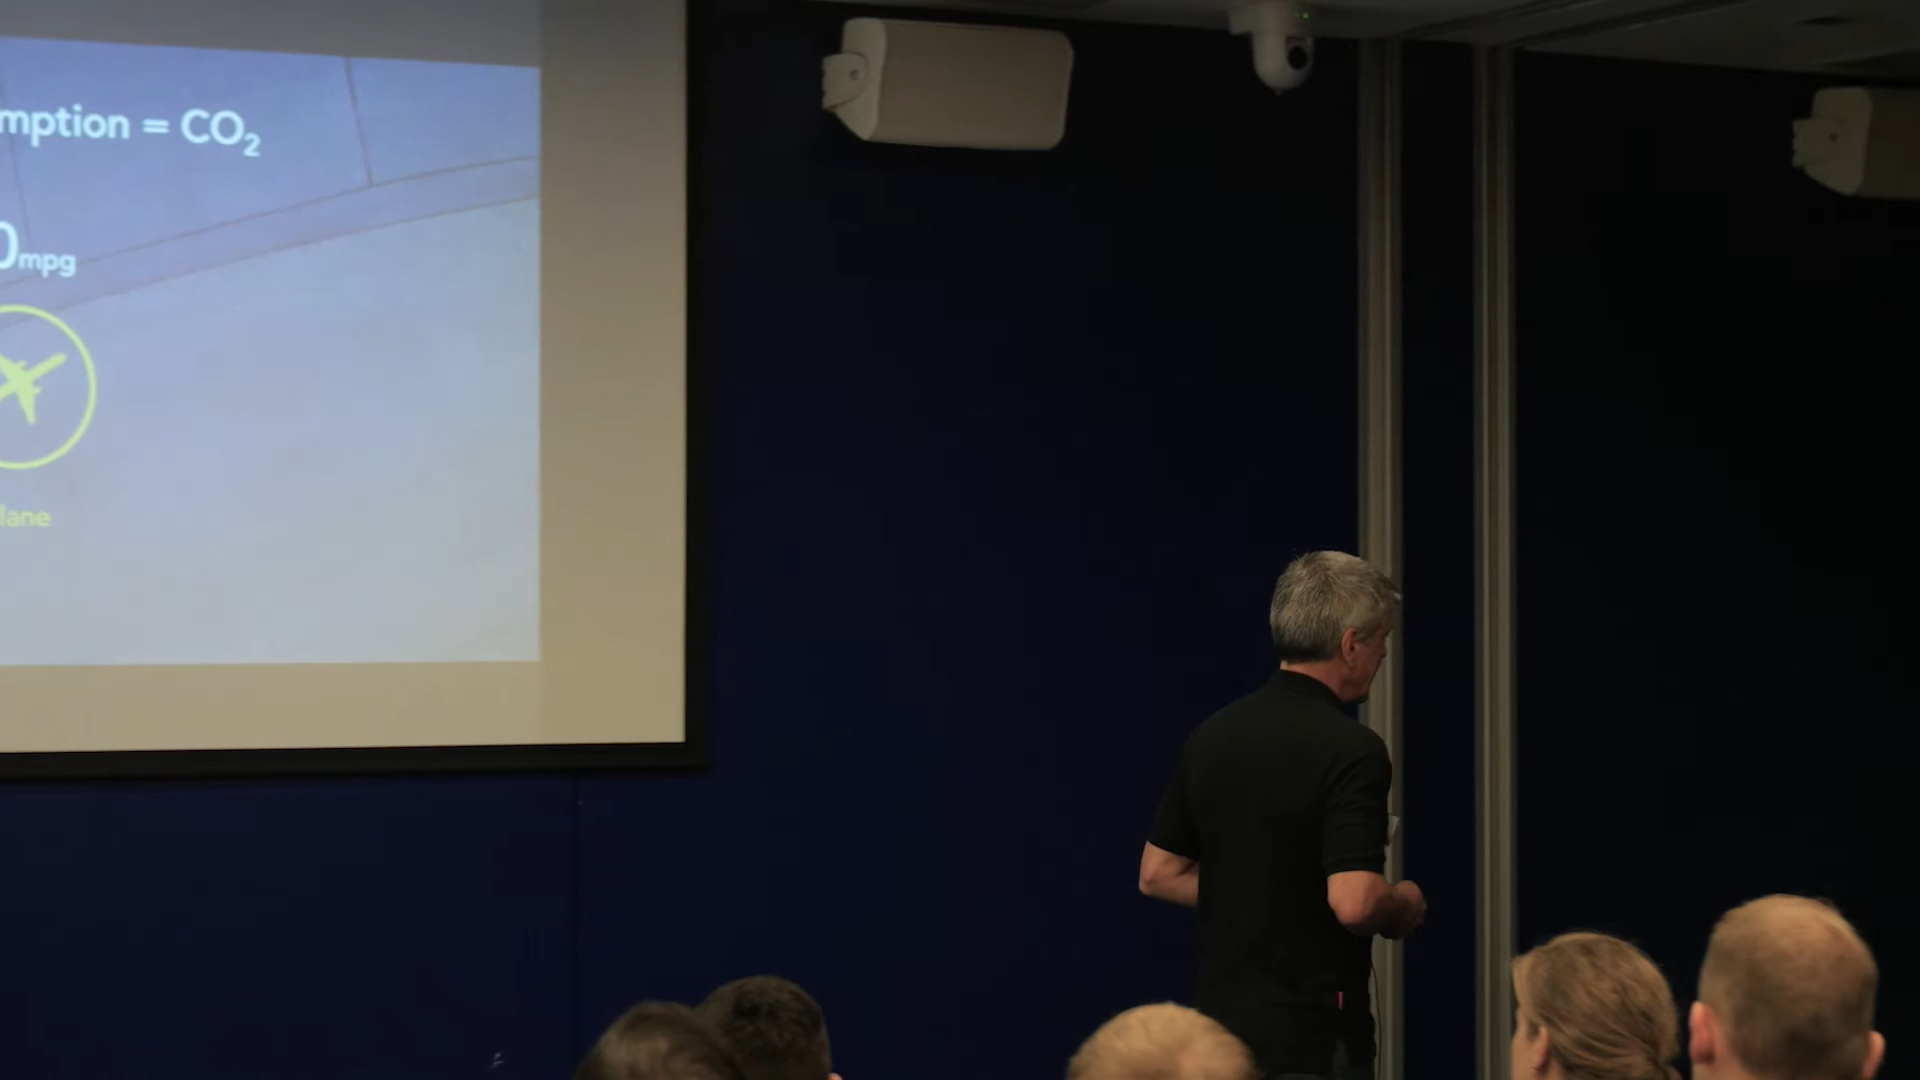 mption = CO₂
0mpg
lane